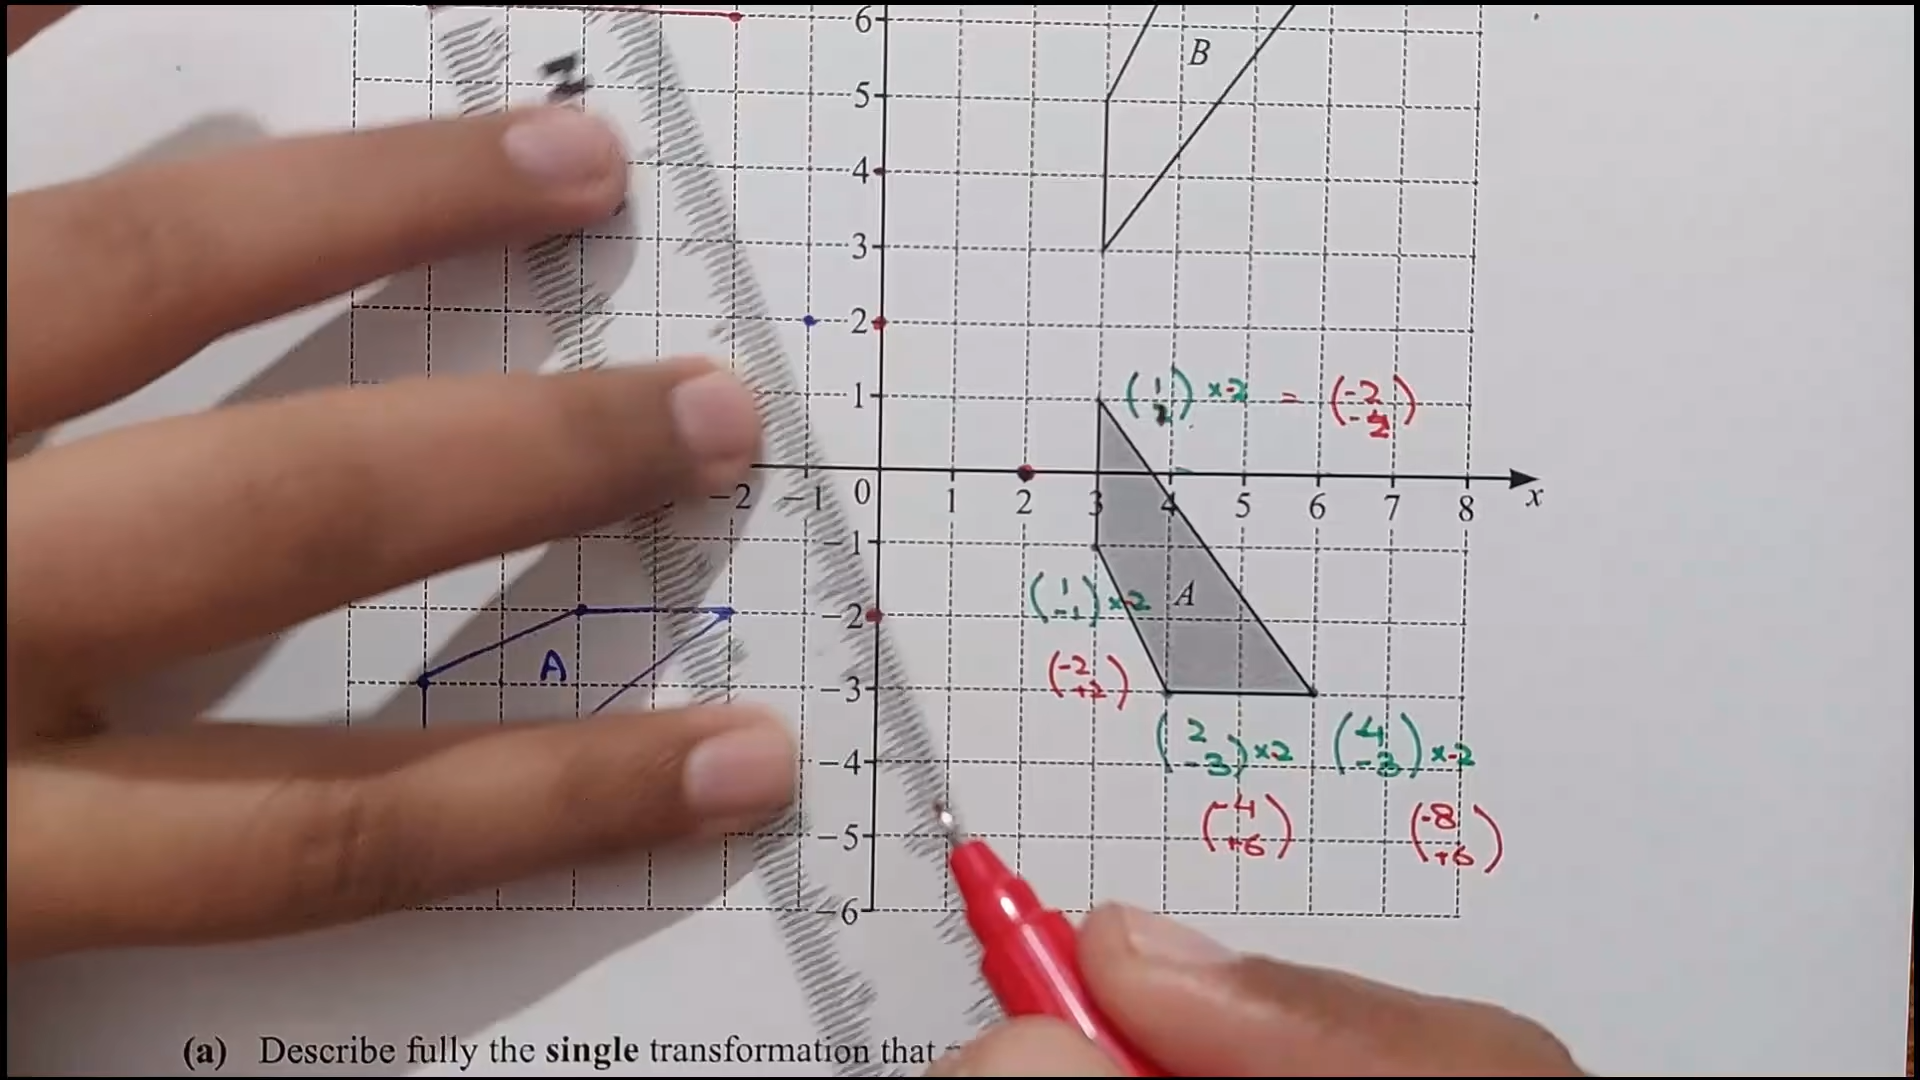 6
B
5
4
3
2
1
(1 2) ×-2 = (-2 -4)
-2 -1 0 1 2 3 4 5 6 7 8 x
-1
(1 -1) ×-2 A
-2
A
(-2 +2)
-3
(2 -3) ×-2 (4 -3) ×-2
-4
(-4 +6) (-8 +6)
-5
-6
(a) Describe fully the single transformation that